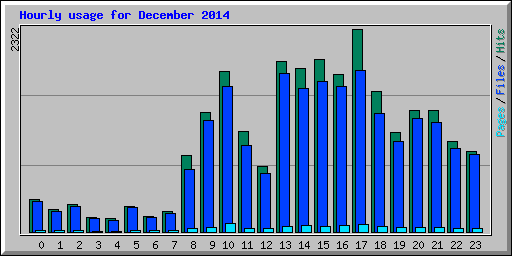 Hourly usage for December 2014
2322
Pages/Files/Hits
0 1 2 3 4 5 6 7 8 9 10 11 12 13 14 15 16 17 18 19 20 21 22 23